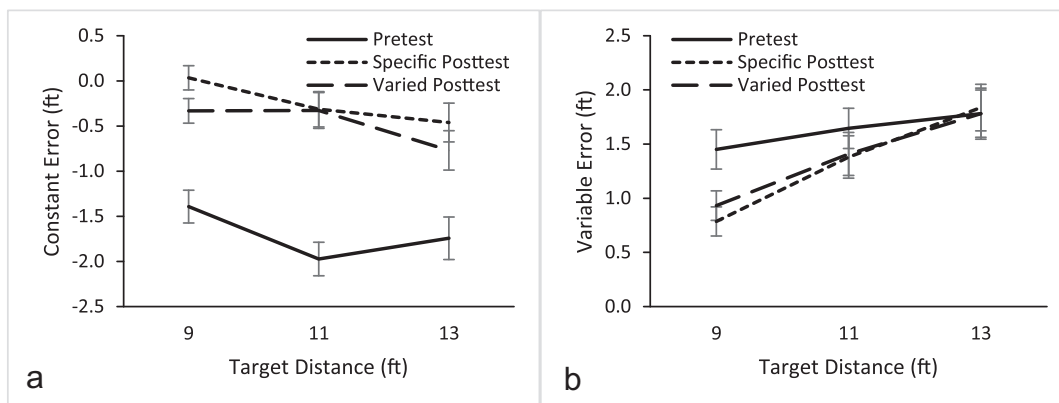 0.5
0.0
-0.5
-1.0
-1.5
-2.0
-2.5
Constant Error (ft)
Pretest
Specific Posttest
Varied Posttest
9 11 13
Target Distance (ft)
a
2.5
2.0
1.5
1.0
0.5
0.0
Variable Error (ft)
Pretest
Specific Posttest
Varied Posttest
9 11 13
Target Distance (ft)
b